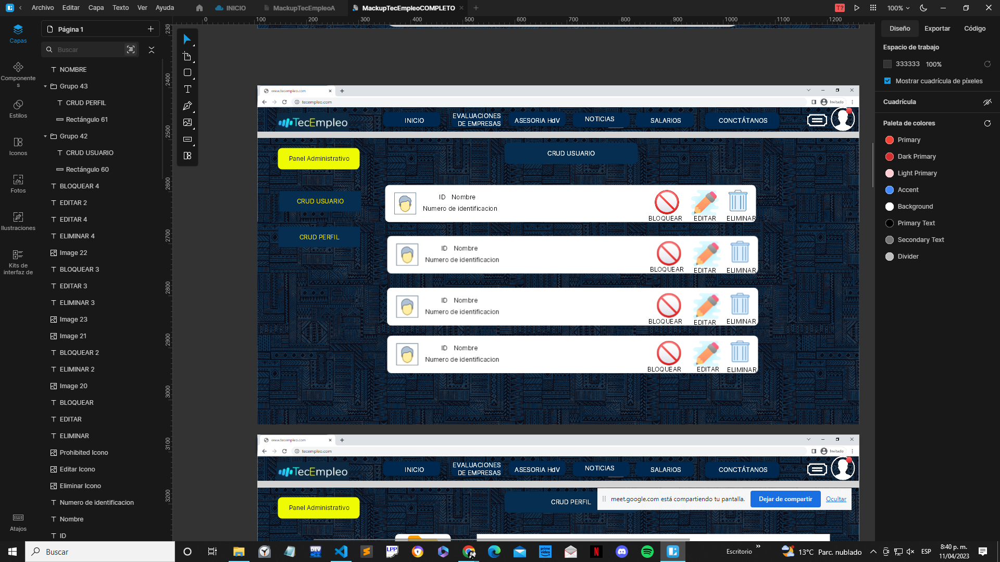 Archivo Editar Capa Texto Ver Ayuda INICIO MackupTecEmpleoA MackupTecEmpleoCOMPLETO T? 100%
Capas
Componentes
Estilos
Iconos
Fotos
Ilustraciones
Kits de interfaz de
Atajos
Página 1
Buscar
NOMBRE
Grupo 43
CRUD PERFIL
Rectángulo 61
Grupo 42
CRUD USUARIO
Rectángulo 60
BLOQUEAR 4
EDITAR 2
EDITAR 4
ELIMINAR 4
Image 22
BLOQUEAR 3
EDITAR 3
ELIMINAR 3
Image 23
Image 21
BLOQUEAR 2
ELIMINAR 2
Image 20
BLOQUEAR
EDITAR
ELIMINAR
Prohibited Icono
Editar Icono
Eliminar Icono
Numero de identificacion
Nombre
ID
0 100 200 300 400 500 600 700 800 900 1000 1100 1200
2400
2500
2600
2700
2800
2900
3000
3100
3200
www.tecempleo.com
tecempleo.com Invitado
TecEmpleo INICIO EVALUACIONES DE EMPRESAS ASESORIA HdV NOTICIAS SALARIOS CONCTÁTANOS
Panel Administrativo CRUD USUARIO
CRUD USUARIO
CRUD PERFIL
ID Nombre
Numero de identificacion
BLOQUEAR EDITAR ELIMINAR
ID Nombre
Numero de identificacion
BLOQUEAR EDITAR ELIMINAR
ID Nombre
Numero de identificacion
BLOQUEAR EDITAR ELIMINAR
ID Nombre
Numero de identificacion
BLOQUEAR EDITAR ELIMINAR
www.tecempleo.com
tecempleo.com Invitado
TecEmpleo INICIO EVALUACIONES DE EMPRESAS ASESORIA HdV NOTICIAS SALARIOS CONCTÁTANOS
Panel Administrativo CRUD PERFIL
meet.google.com está compartiendo tu pantalla. Dejar de compartir Ocultar
Diseño Exportar Código
Espacio de trabajo
333333 100%
Mostrar cuadrícula de píxeles
Cuadrícula
Paleta de colores
Primary
Dark Primary
Light Primary
Accent
Background
Primary Text
Secondary Text
Divider
Buscar
DEV
LPP
prime video
N
Escritorio
13°C Parc. nublado
ESP
8:40 p. m.
11/04/2023